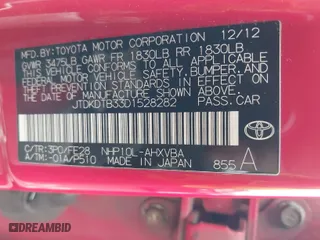 MFD. BY: TOYOTA MOTOR CORPORATION 12/12
GVWR 3475LB GAWR FR 1830LB RR 1830LB
THIS VEHICLE CONFORMS TO ALL APPLICABLE
FEDERAL MOTOR VEHICLE SAFETY, BUMPER, AND
THEFT PREVENTION STANDARDS IN EFFECT ON
THE DATE OF MANUFACTURE SHOWN ABOVE.
JTDKDTB33D1528282 PASS.CAR
C/TR:3P0/FE28 NHP10L-AHXVBA
A/TM:-01A/P510 MADE IN JAPAN 855 A
TOYOTA